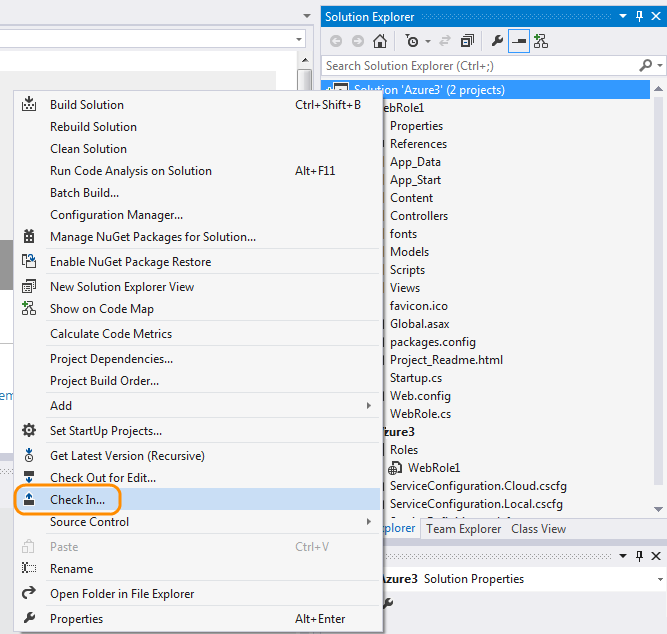 Solution Explorer
Search Solution Explorer (Ctrl+;)
Solution 'Azure3' (2 projects)
Build Solution Ctrl+Shift+B
Rebuild Solution
Clean Solution
Run Code Analysis on Solution Alt+F11
Batch Build...
Configuration Manager...
Manage NuGet Packages for Solution...
Enable NuGet Package Restore
New Solution Explorer View
Show on Code Map
Calculate Code Metrics
Project Dependencies...
Project Build Order...
Add
Set StartUp Projects...
Get Latest Version (Recursive)
Check Out for Edit...
Check In...
Source Control
Paste Ctrl+V
Rename
Open Folder in File Explorer
Properties Alt+Enter
ebRole1
Properties
References
App_Data
App_Start
Content
Controllers
fonts
Models
Scripts
Views
favicon.ico
Global.asax
packages.config
Project_Readme.html
Startup.cs
Web.config
WebRole.cs
zure3
Roles
WebRole1
ServiceConfiguration.Cloud.cscfg
ServiceConfiguration.Local.cscfg
plorer Team Explorer Class View
Azure3 Solution Properties